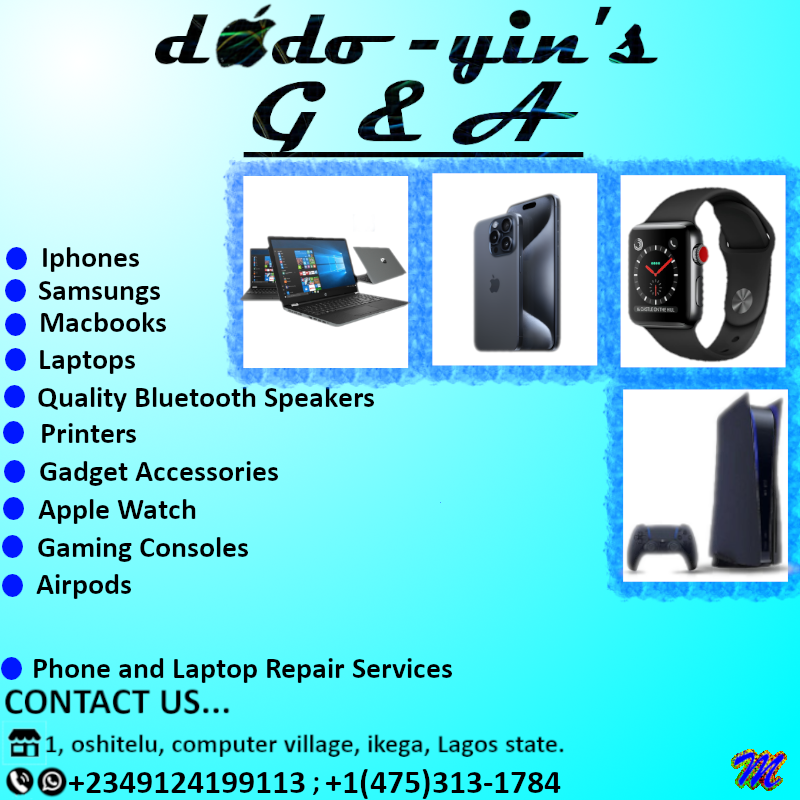 dodo-yin's
G & A
Iphones
Samsungs
Macbooks
Laptops
Quality Bluetooth Speakers
Printers
Gadget Accessories
Apple Watch
Gaming Consoles
Airpods
Phone and Laptop Repair Services
CONTACT US...
1, oshitelu, computer village, ikega, Lagos state.
+2349124199113 ; +1(475)313-1784
M